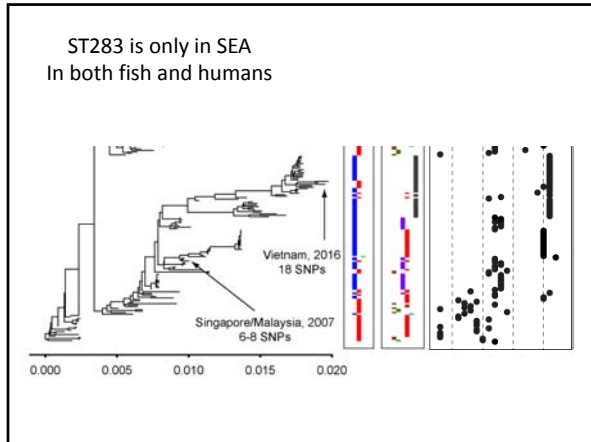 ST283 is only in SEA
In both fish and humans
Vietnam, 2016
18 SNPs
Singapore/Malaysia, 2007
6-8 SNPs
0.000 0.005 0.010 0.015 0.020